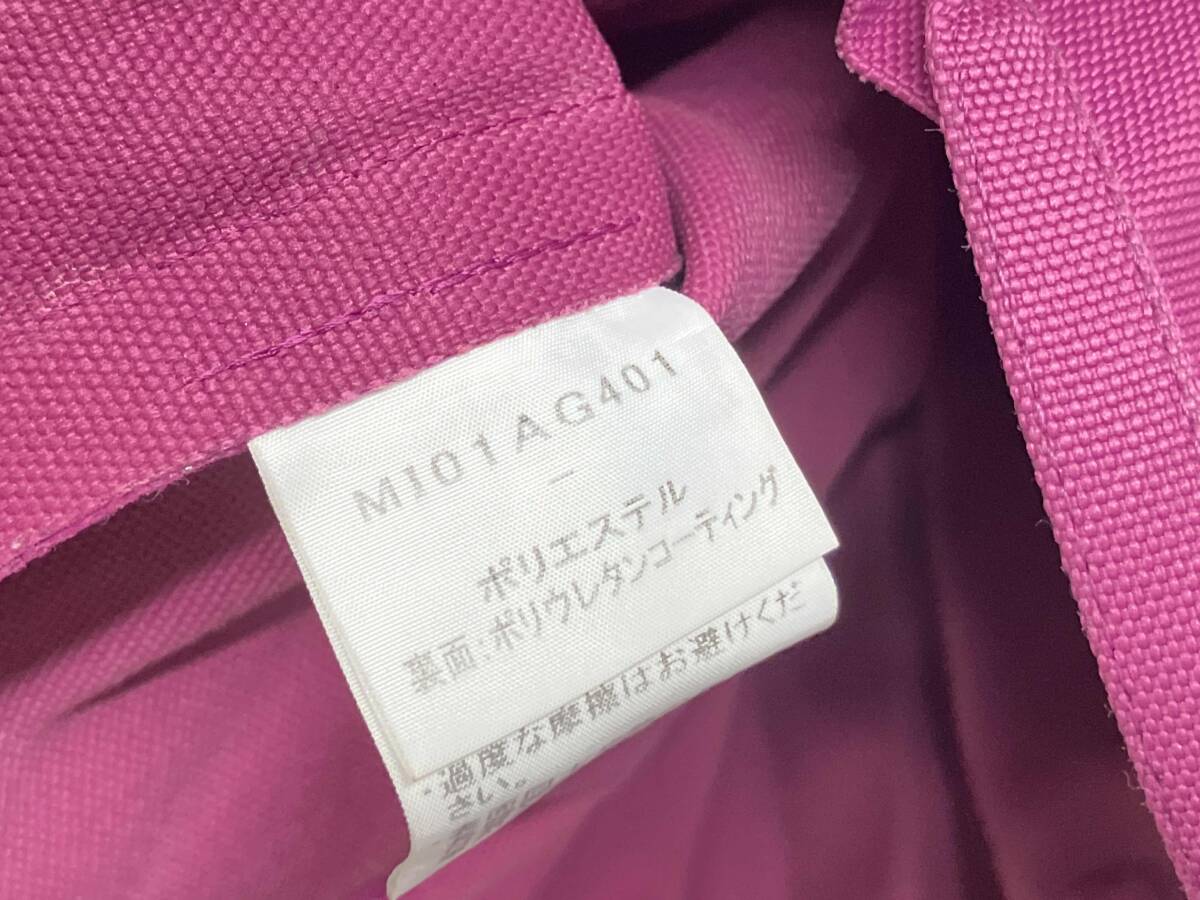 MI01AG401
–
ポリエステル
裏面:ポリウレタンコーティング
・過度な摩擦はお避けくだ
さい。